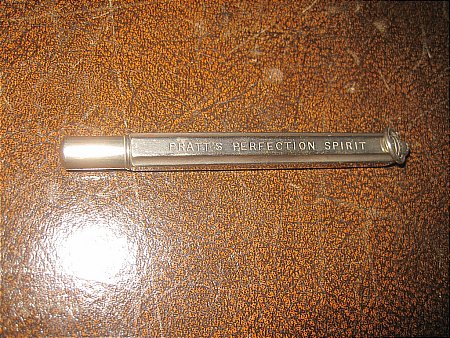 PRATT'S PERFECTION SPIRIT